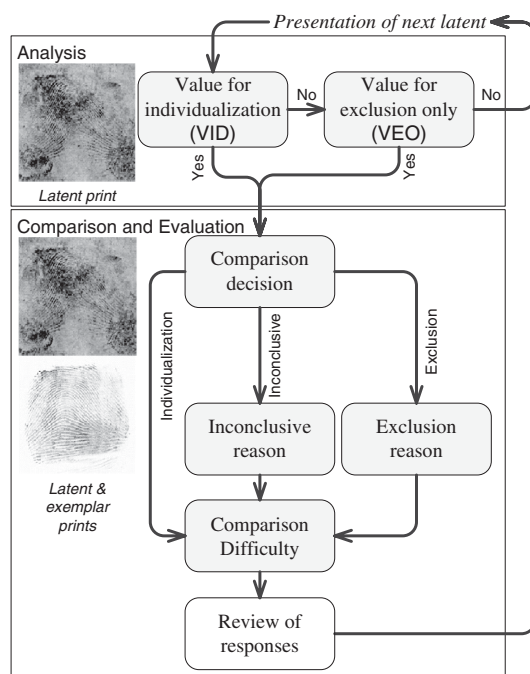 Presentation of next latent
Analysis
Value for
individualization
(VID)
No
Value for
exclusion only
(VEO)
No
Yes
Yes
Latent print
Comparison and Evaluation
Comparison
decision
Individualization
Inconclusive
Exclusion
Inconclusive
reason
Exclusion
reason
Latent &
exemplar
prints
Comparison
Difficulty
Review of
responses